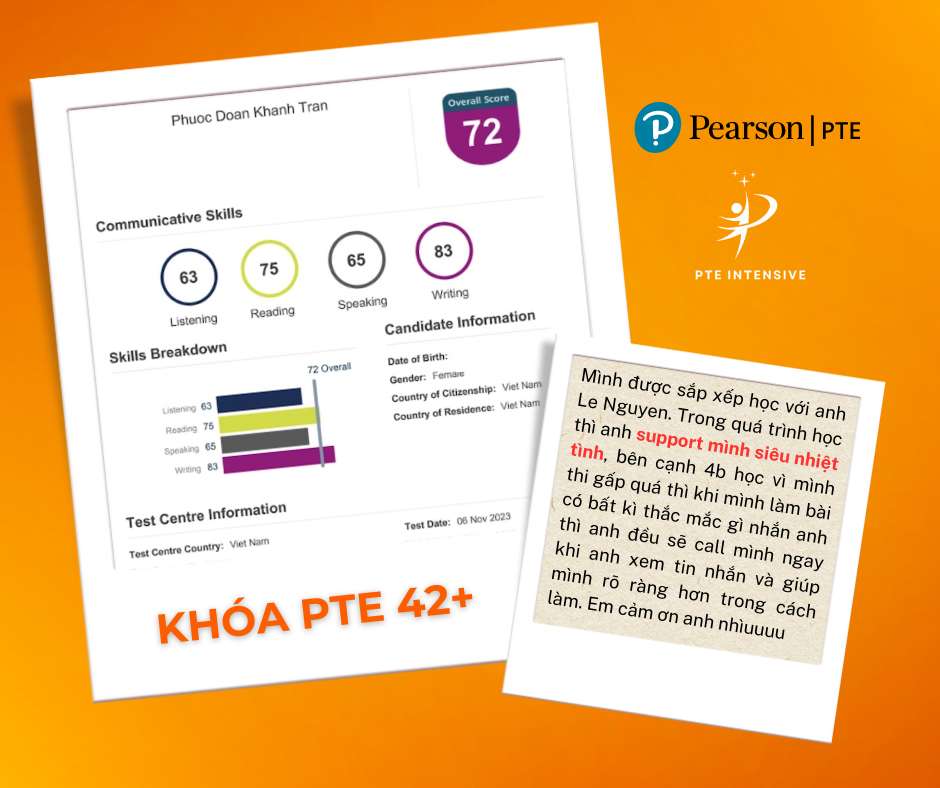 Phuoc Doan Khanh Tran
Overall Score
72
Communicative Skills
63
75
65
83
Listening
Reading
Speaking
Writing
Skills Breakdown
72 Overall
Listening 63
Reading 75
Speaking 65
Writing 83
Candidate Information
Date of Birth:
Gender: Female
Country of Citizenship: Viet Nam
Country of Residence: Viet Nam
Test Centre Information
Test Centre Country: Viet Nam
Test Date: 06 Nov 2023
KHÓA PTE 42+
Pearson | PTE
PTE INTENSIVE
Mình được sắp xếp học với anh
Le Nguyen. Trong quá trình học
thì anh support mình siêu nhiệt
tình, bên cạnh 4b học vì mình
thi gấp quá thì khi mình làm bài
có bất kì thắc mắc gì nhắn anh
thì anh đều sẽ call mình ngay
khi anh xem tin nhắn và giúp
mình rõ ràng hơn trong cách
làm. Em cảm ơn anh nhìuuuu